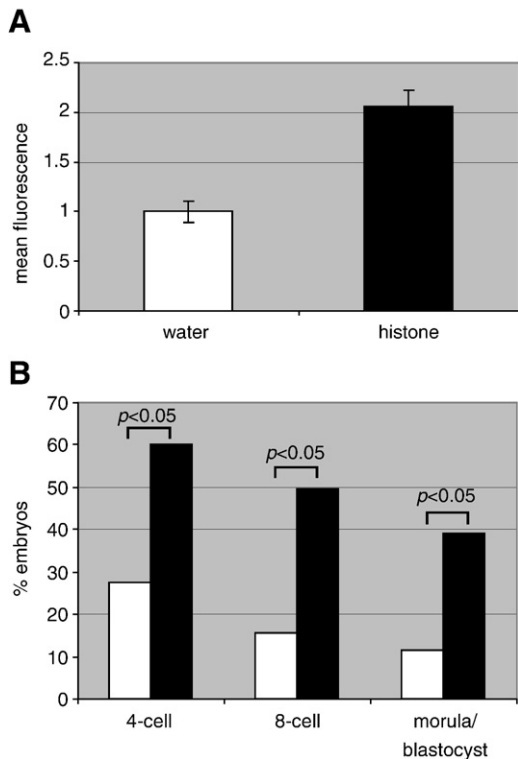 A
2.5
2
1.5
1
0.5
0
mean fluorescence
water histone
B
70
60
50
40
30
20
10
0
% embryos
p<0.05
p<0.05
p<0.05
4-cell 8-cell morula/
blastocyst